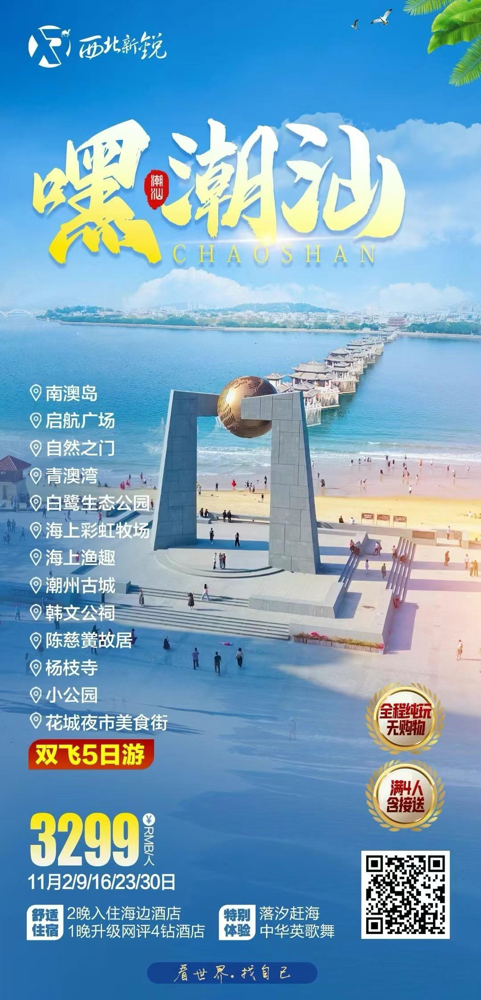 西北新锐
嘿潮汕
潮汕
CHAOSHAN
南澳岛
启航广场
自然之门
青澳湾
白鹭生态公园
海上彩虹牧场
海上渔趣
潮州古城
韩文公祠
陈慈黉故居
杨枝寺
小公园
花城夜市美食街
双飞5日游
全程纯玩
无购物
满4人
含接送
3299¥RMB/人
11月2/9/16/23/30日
舒适住宿
2晚入住海边酒店
1晚升级网评4钻酒店
特别体验
落汐赶海
中华英歌舞
看世界.找自己